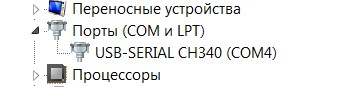 Переносные устройства
Порты (COM и LPT)
USB-SERIAL CH340 (COM4)
Процессоры